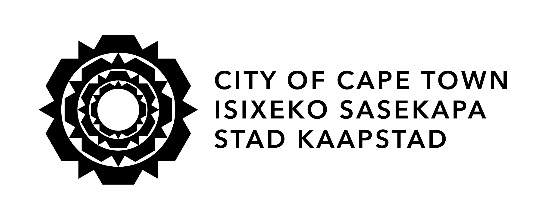 CITY OF CAPE TOWN
ISIXEKO SASEKAPA
STAD KAAPSTAD